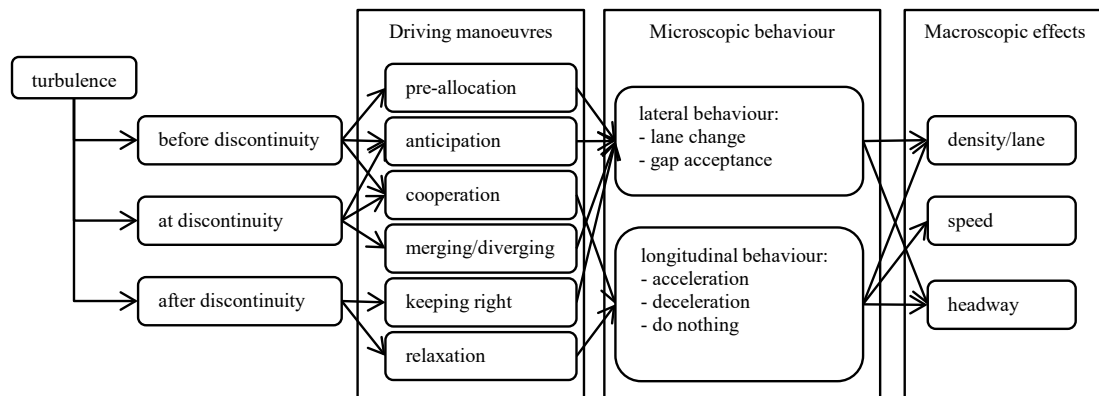 Driving manoeuvres
Microscopic behaviour
Macroscopic effects
turbulence
before discontinuity
at discontinuity
after discontinuity
pre-allocation
anticipation
cooperation
merging/diverging
keeping right
relaxation
lateral behaviour:
- lane change
- gap acceptance
longitudinal behaviour:
- acceleration
- deceleration
- do nothing
density/lane
speed
headway